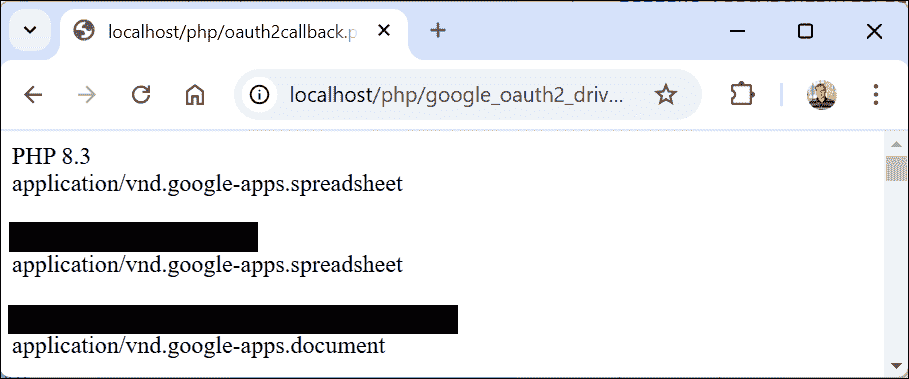 localhost/php/oauth2callback.p
localhost/php/google_oauth2_driv...
PHP 8.3
application/vnd.google-apps.spreadsheet
application/vnd.google-apps.spreadsheet
application/vnd.google-apps.document